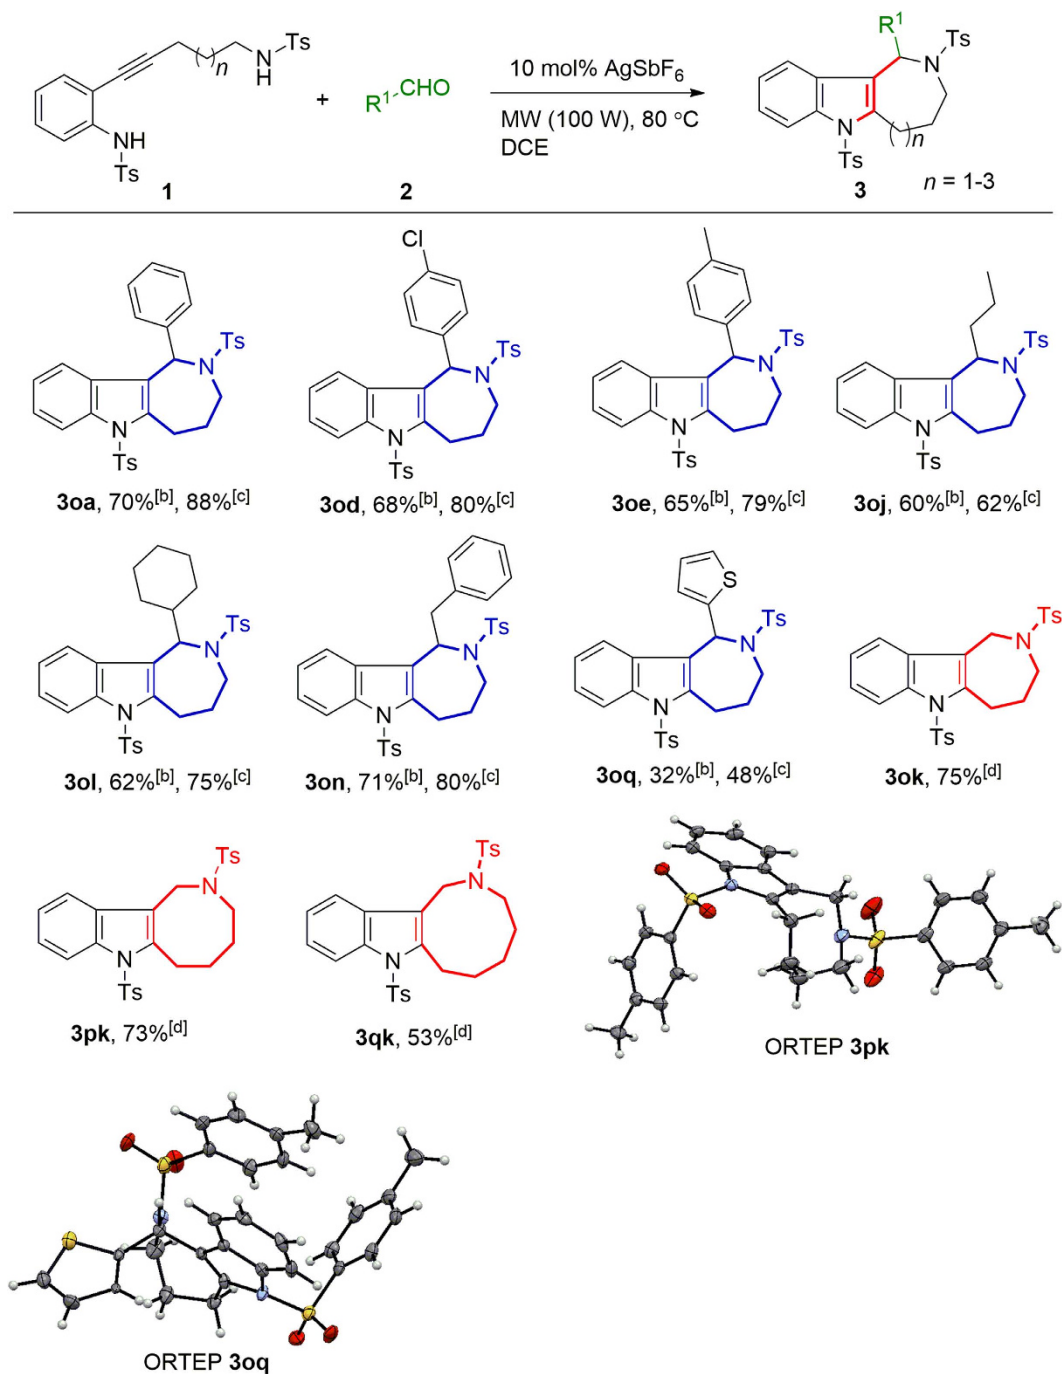 Ts
N
H
( )n
NH
Ts
1
+
R¹-CHO
2
10 mol% AgSbF₆
MW (100 W), 80 °C
DCE
R¹
Ts
N
N
Ts
( )n
3
n = 1-3
Ts
N
N
Ts
3oa, 70%[b], 88%[c]
Cl
Ts
N
N
Ts
3od, 68%[b], 80%[c]
Ts
N
N
Ts
3oe, 65%[b], 79%[c]
Ts
N
N
Ts
3oj, 60%[b], 62%[c]
Ts
N
N
Ts
3ol, 62%[b], 75%[c]
Ts
N
N
Ts
3on, 71%[b], 80%[c]
S
Ts
N
N
Ts
3oq, 32%[b], 48%[c]
Ts
N
N
Ts
3ok, 75%[d]
Ts
N
N
Ts
3pk, 73%[d]
Ts
N
N
Ts
3qk, 53%[d]
ORTEP 3pk
ORTEP 3oq